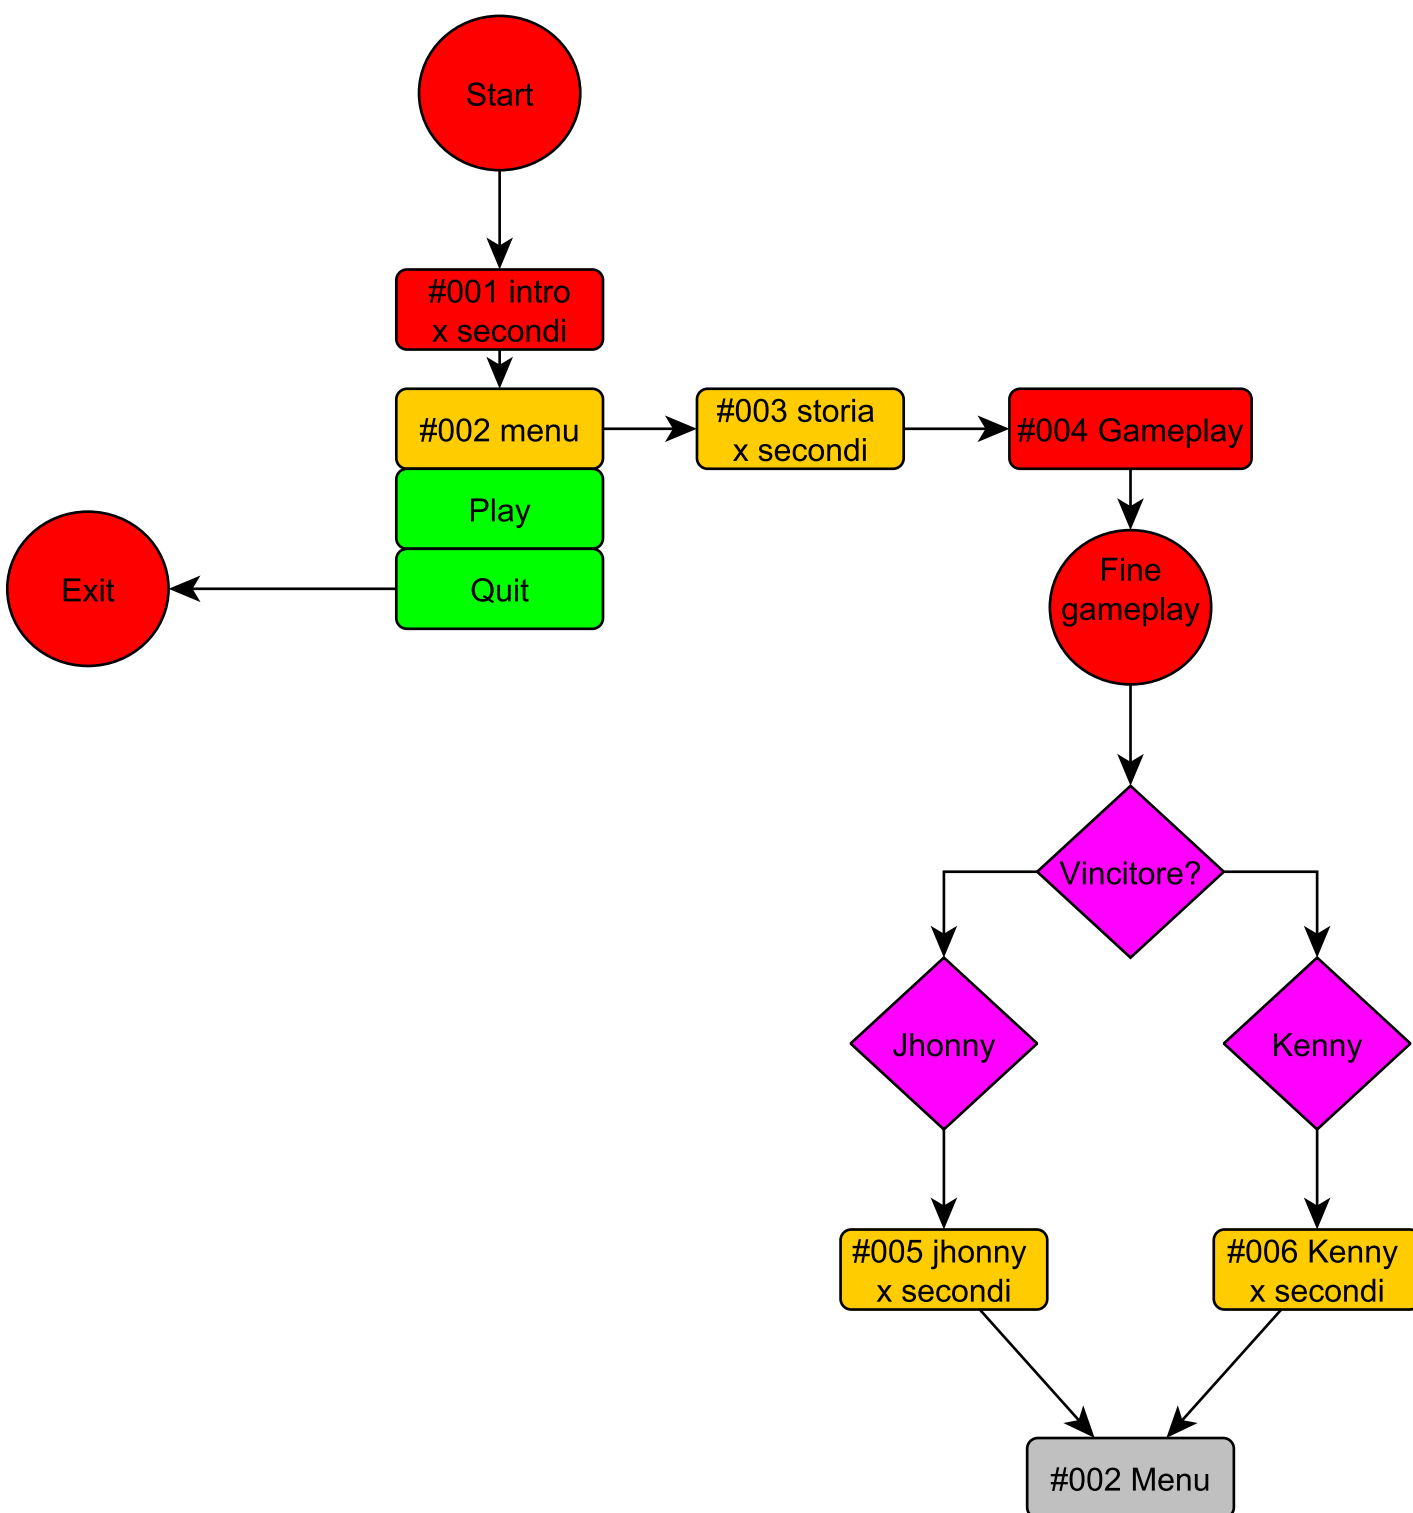 Start
#001 intro
x secondi
#002 menu
#003 storia
x secondi
#004 Gameplay
Play
Quit
Exit
Fine
gameplay
Vincitore?
Jhonny
Kenny
#005 jhonny
x secondi
#006 Kenny
x secondi
#002 Menu